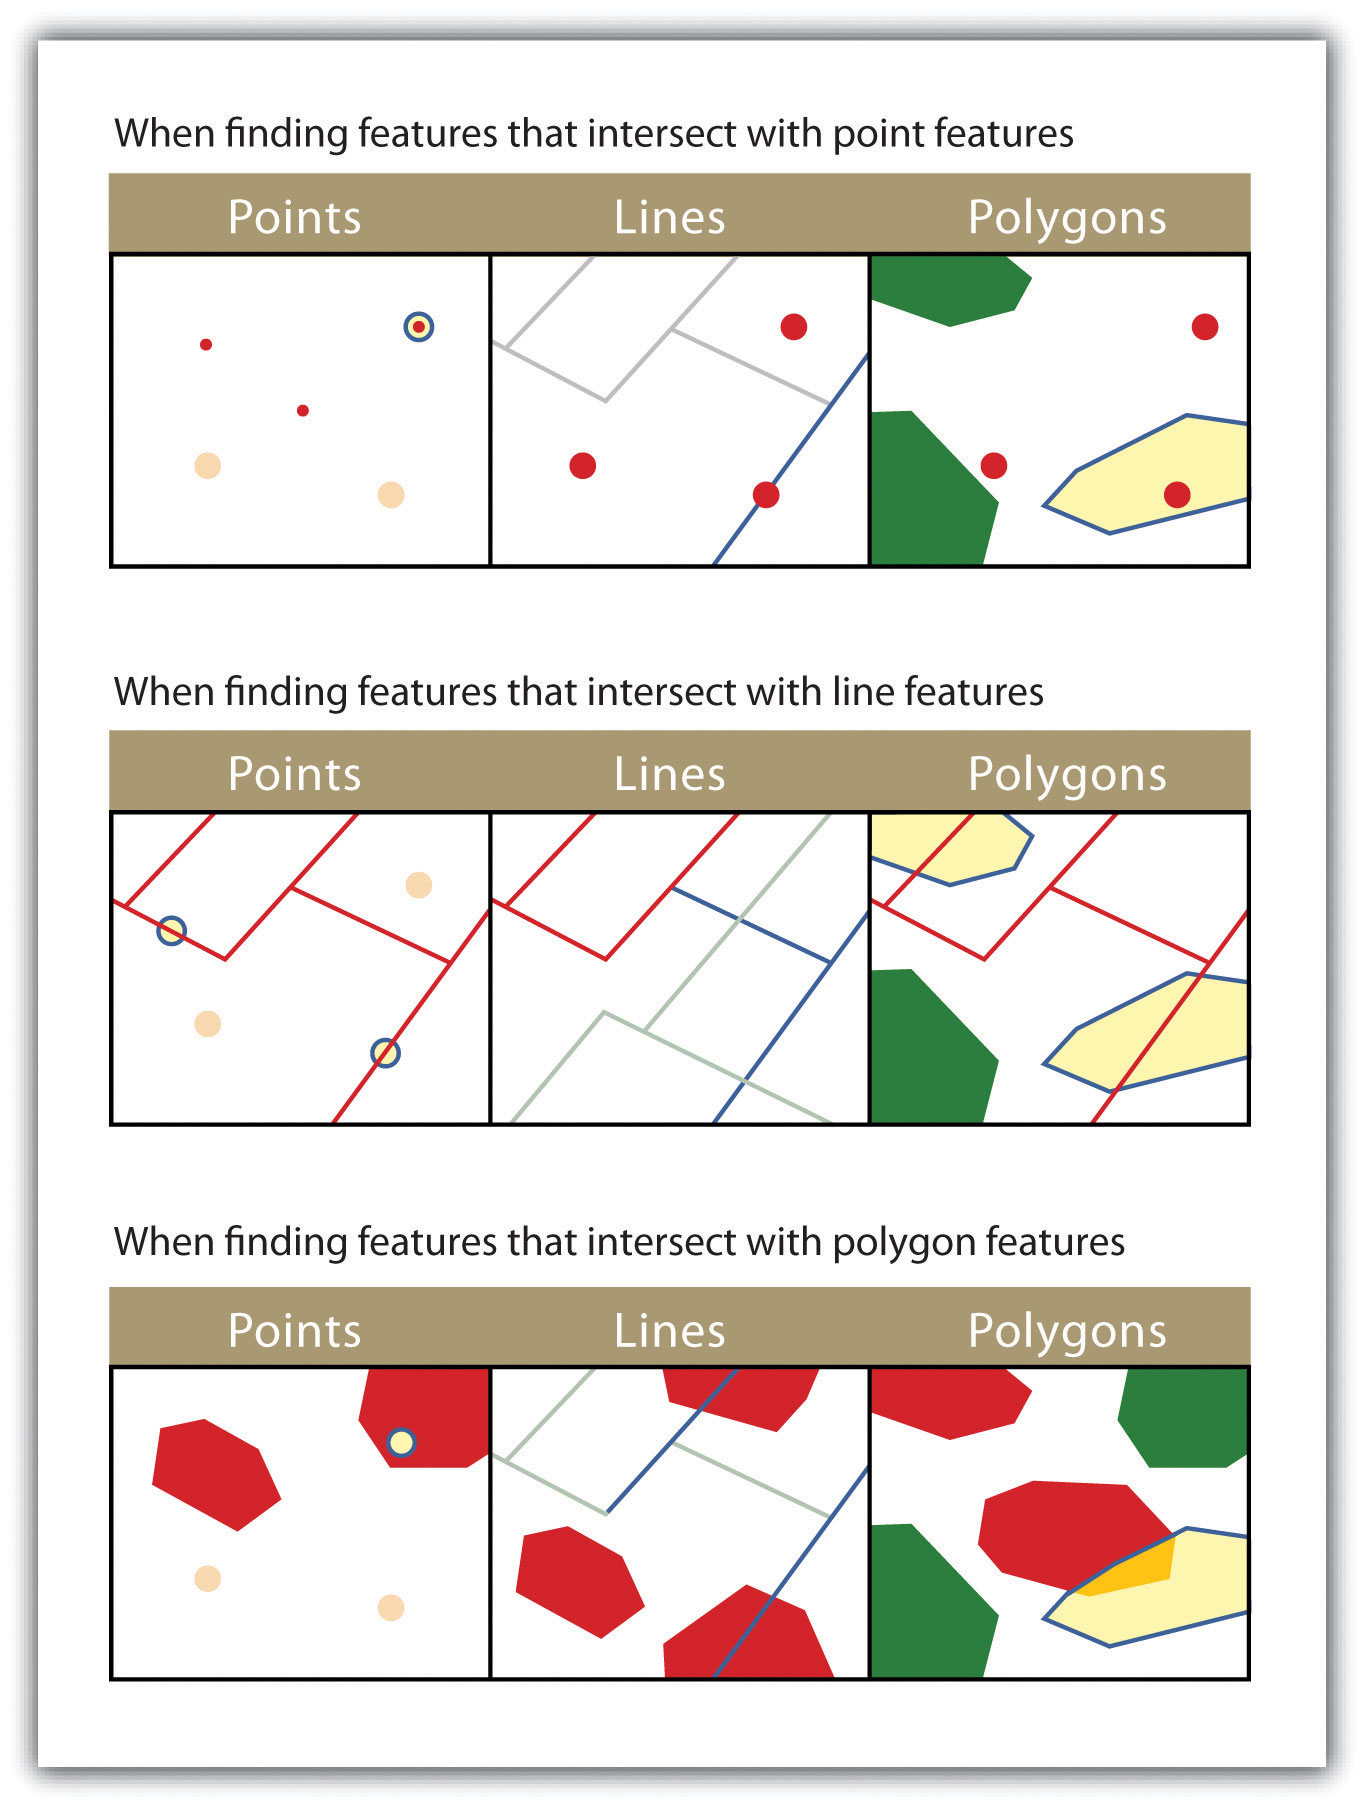 When finding features that intersect with point features
Points Lines Polygons
When finding features that intersect with line features
Points Lines Polygons
When finding features that intersect with polygon features
Points Lines Polygons